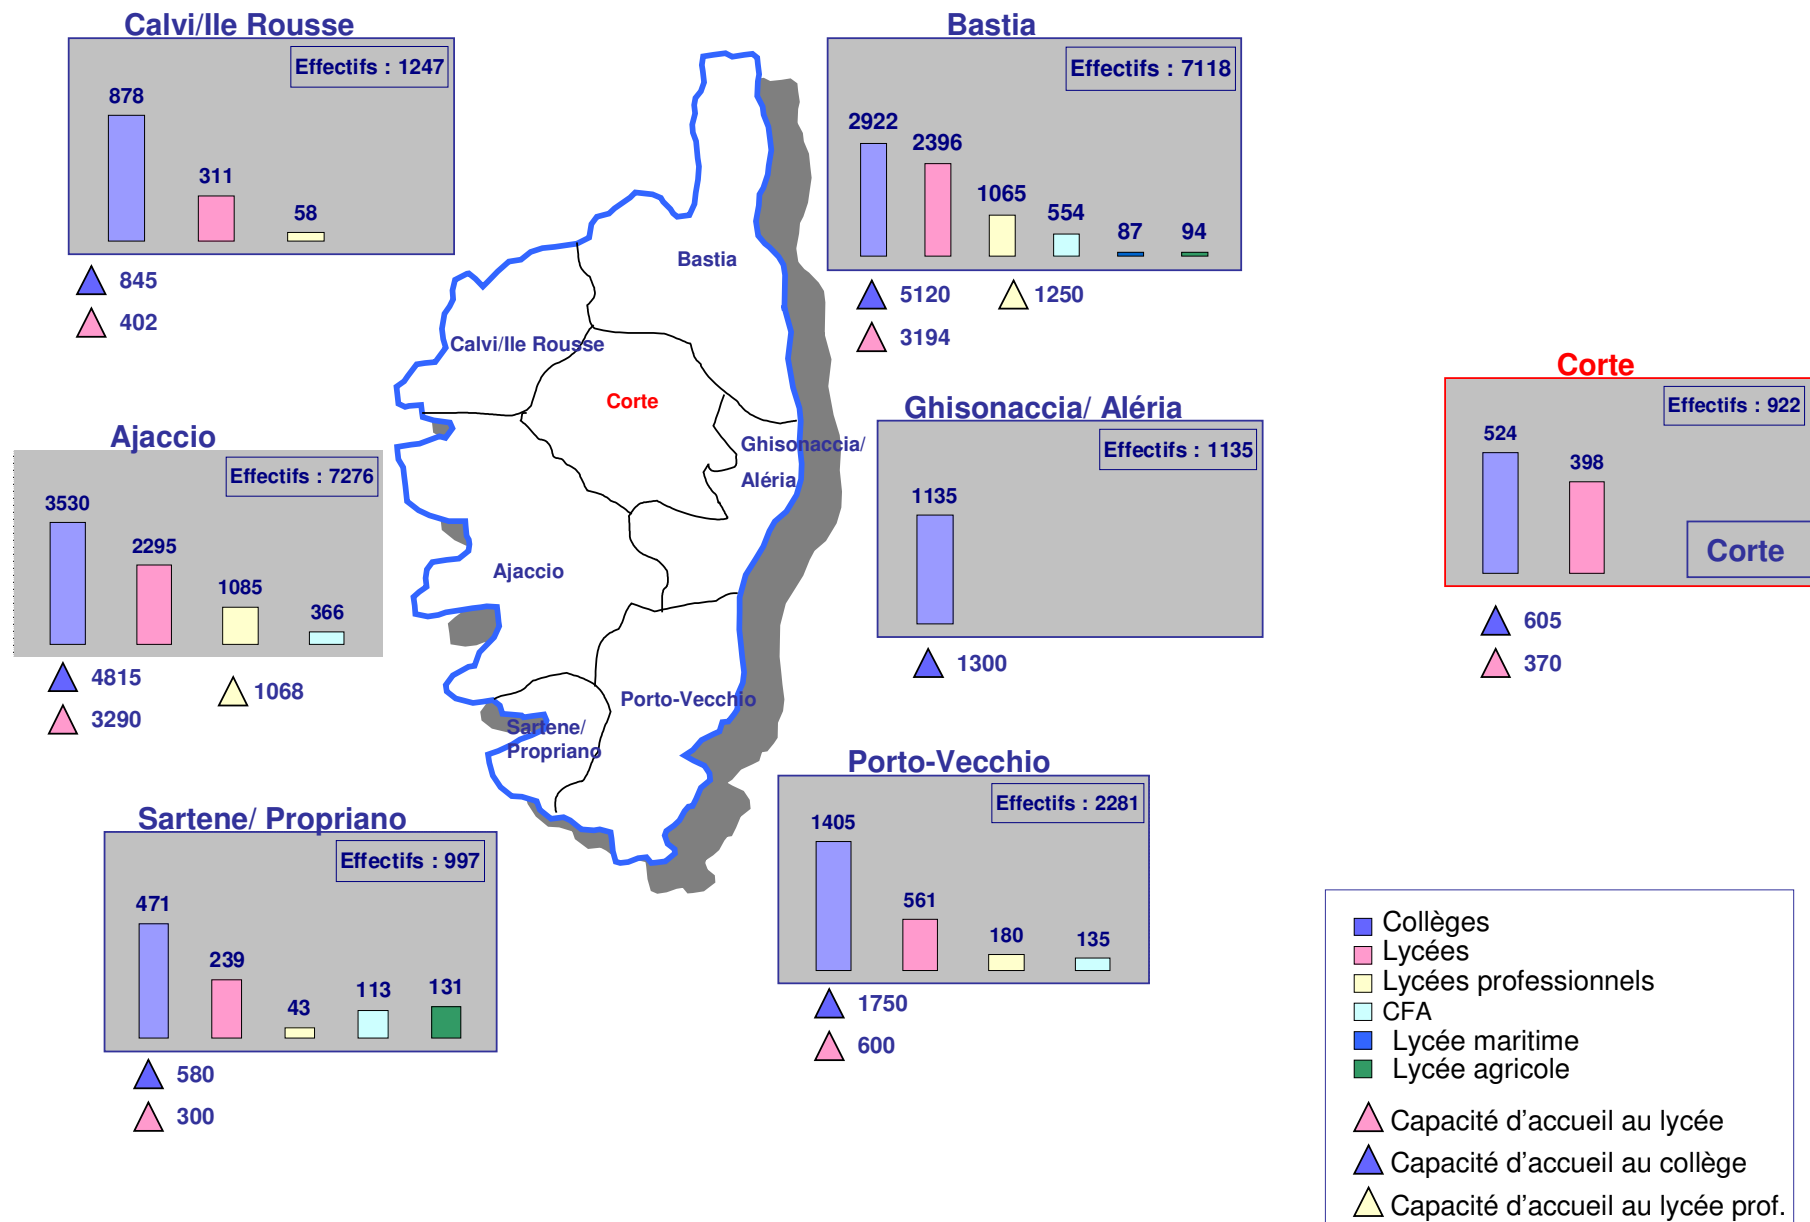 Calvi/Ile Rousse
Effectifs : 1247
878
311
58
845
402
Bastia
Effectifs : 7118
2922
2396
1065
554
87
94
5120
1250
3194
Bastia
Calvi/Ile Rousse
Corte
Ghisonaccia/
Aléria
Ajaccio
Porto-Vecchio
Sartene/
Propriano
Corte
Effectifs : 922
524
398
Corte
605
370
Ajaccio
Effectifs : 7276
3530
2295
1085
366
4815
1068
3290
Ghisonaccia/ Aléria
Effectifs : 1135
1135
1300
Sartene/ Propriano
Effectifs : 997
471
239
43
113
131
580
300
Porto-Vecchio
Effectifs : 2281
1405
561
180
135
1750
600
Collèges
Lycées
Lycées professionnels
CFA
Lycée maritime
Lycée agricole
Capacité d'accueil au lycée
Capacité d'accueil au collège
Capacité d'accueil au lycée prof.